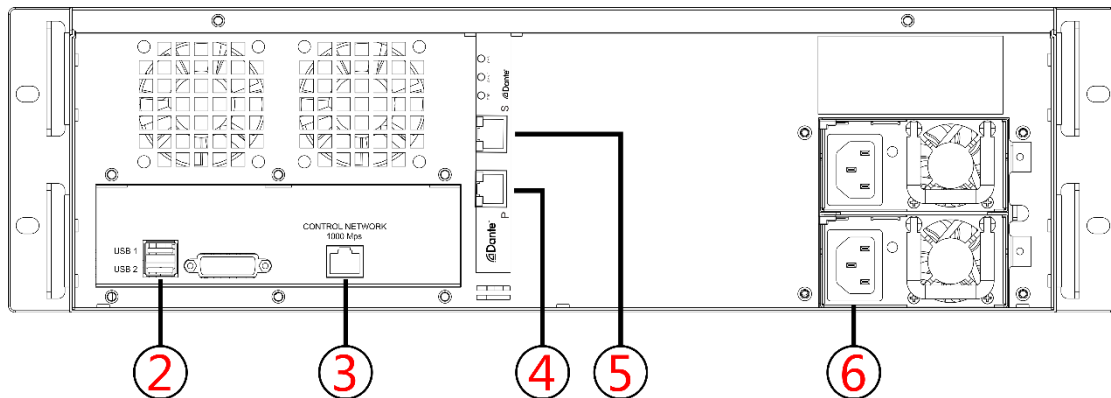 S Dante
USB 1
USB 2
CONTROL NETWORK
1000 Mps
P
Dante
2
3
4
5
6